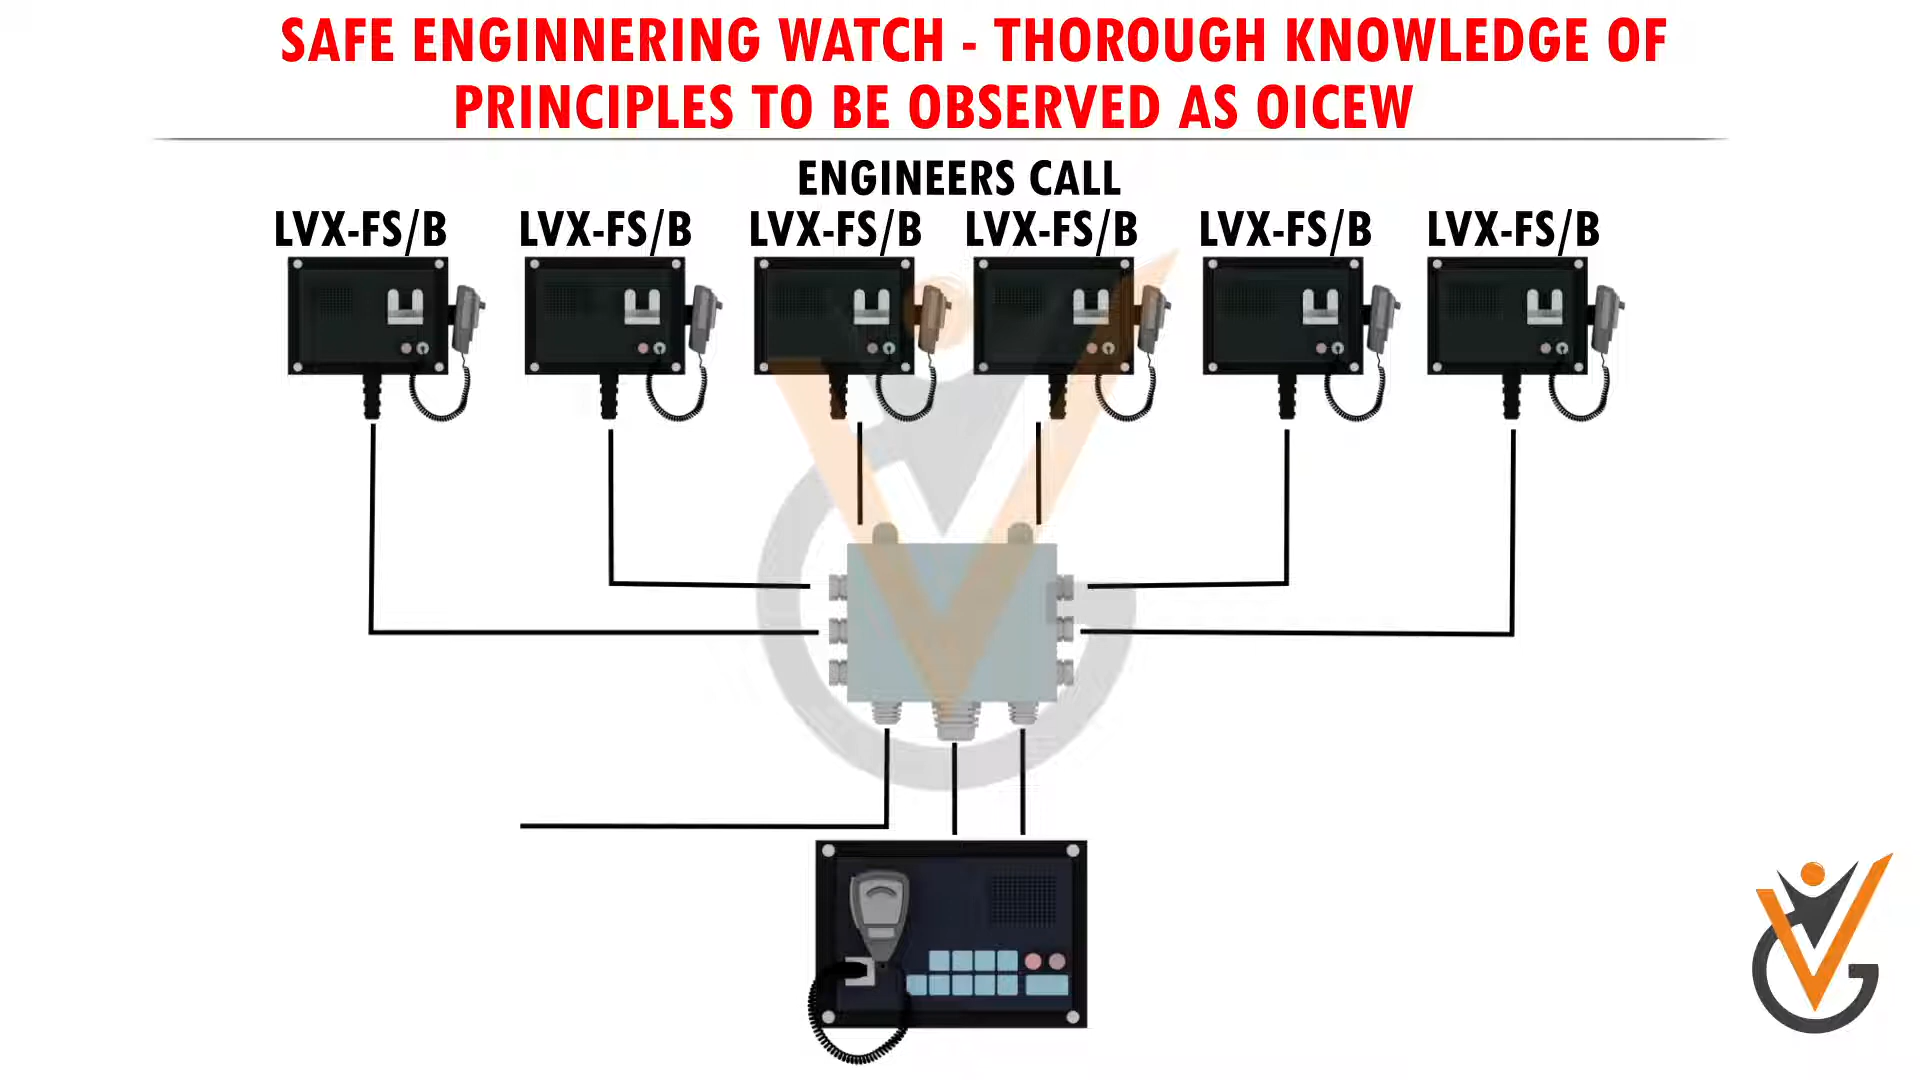 SAFE ENGINNERING WATCH - THOROUGH KNOWLEDGE OF
PRINCIPLES TO BE OBSERVED AS OICEW
ENGINEERS CALL
LVX-FS/B LVX-FS/B LVX-FS/B LVX-FS/B LVX-FS/B LVX-FS/B